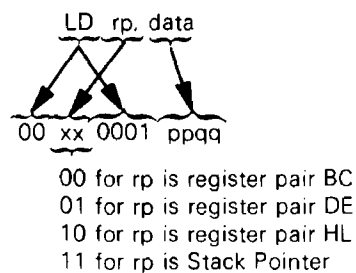 LD rp, data
00 xx 0001 ppqq
00 for rp is register pair BC
01 for rp is register pair DE
10 for rp is register pair HL
11 for rp is Stack Pointer